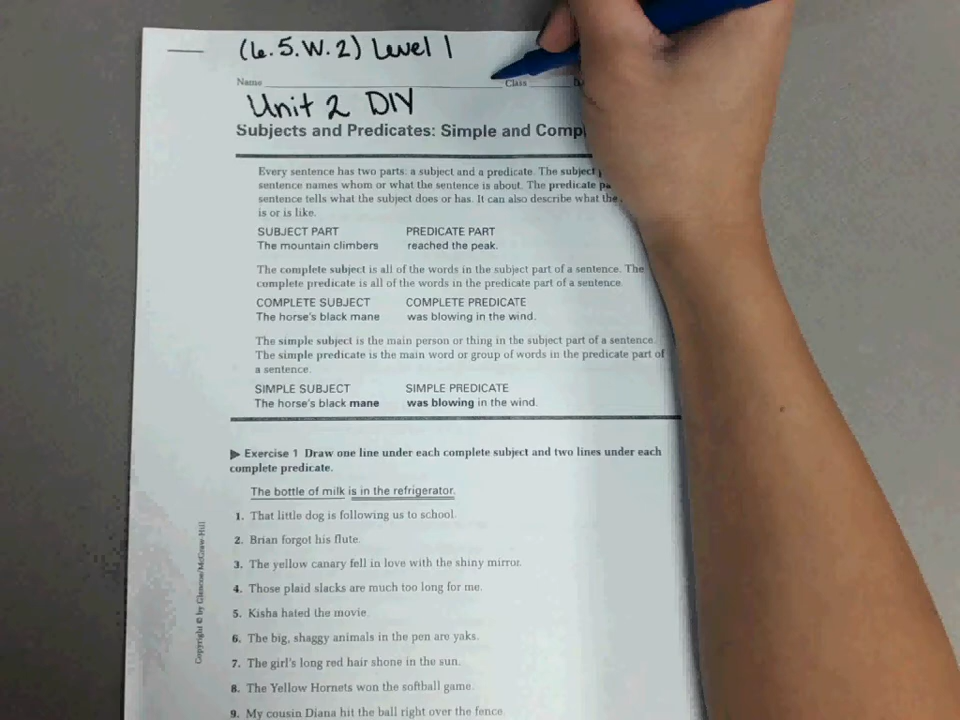 (6.5.W.2) Level 1
Name Class
Unit 2 DIY
Subjects and Predicates: Simple and
Every sentence has two parts: a subject and a predicate. The subject
sentence names whom or what the sentence is about. The predicate
sentence tells what the subject does or has. It can also describe what the
is or is like.
SUBJECT PART PREDICATE PART
The mountain climbers reached the peak.
The complete subject is all of the words in the subject part of a sentence. The
complete predicate is all of the words in the predicate part of a sentence.
COMPLETE SUBJECT COMPLETE PREDICATE
The horse's black mane was blowing in the wind.
The simple subject is the main person or thing in the subject part of a sentence.
The simple predicate is the main word or group of words in the predicate part of
a sentence.
SIMPLE SUBJECT SIMPLE PREDICATE
The horse's black mane was blowing in the wind.
▶ Exercise 1 Draw one line under each complete subject and two lines under each
complete predicate.
The bottle of milk is in the refrigerator.
1. That little dog is following us to school.
2. Brian forgot his flute.
3. The yellow canary fell in love with the shiny mirror.
4. Those plaid slacks are much too long for me.
5. Kisha hated the movie.
6. The big, shaggy animals in the pen are yaks.
7. The girl's long red hair shone in the sun.
8. The Yellow Hornets won the softball game.
9. My cousin Diana hit the ball right over the fence.
Copyright © by Glencoe/McGraw-Hill